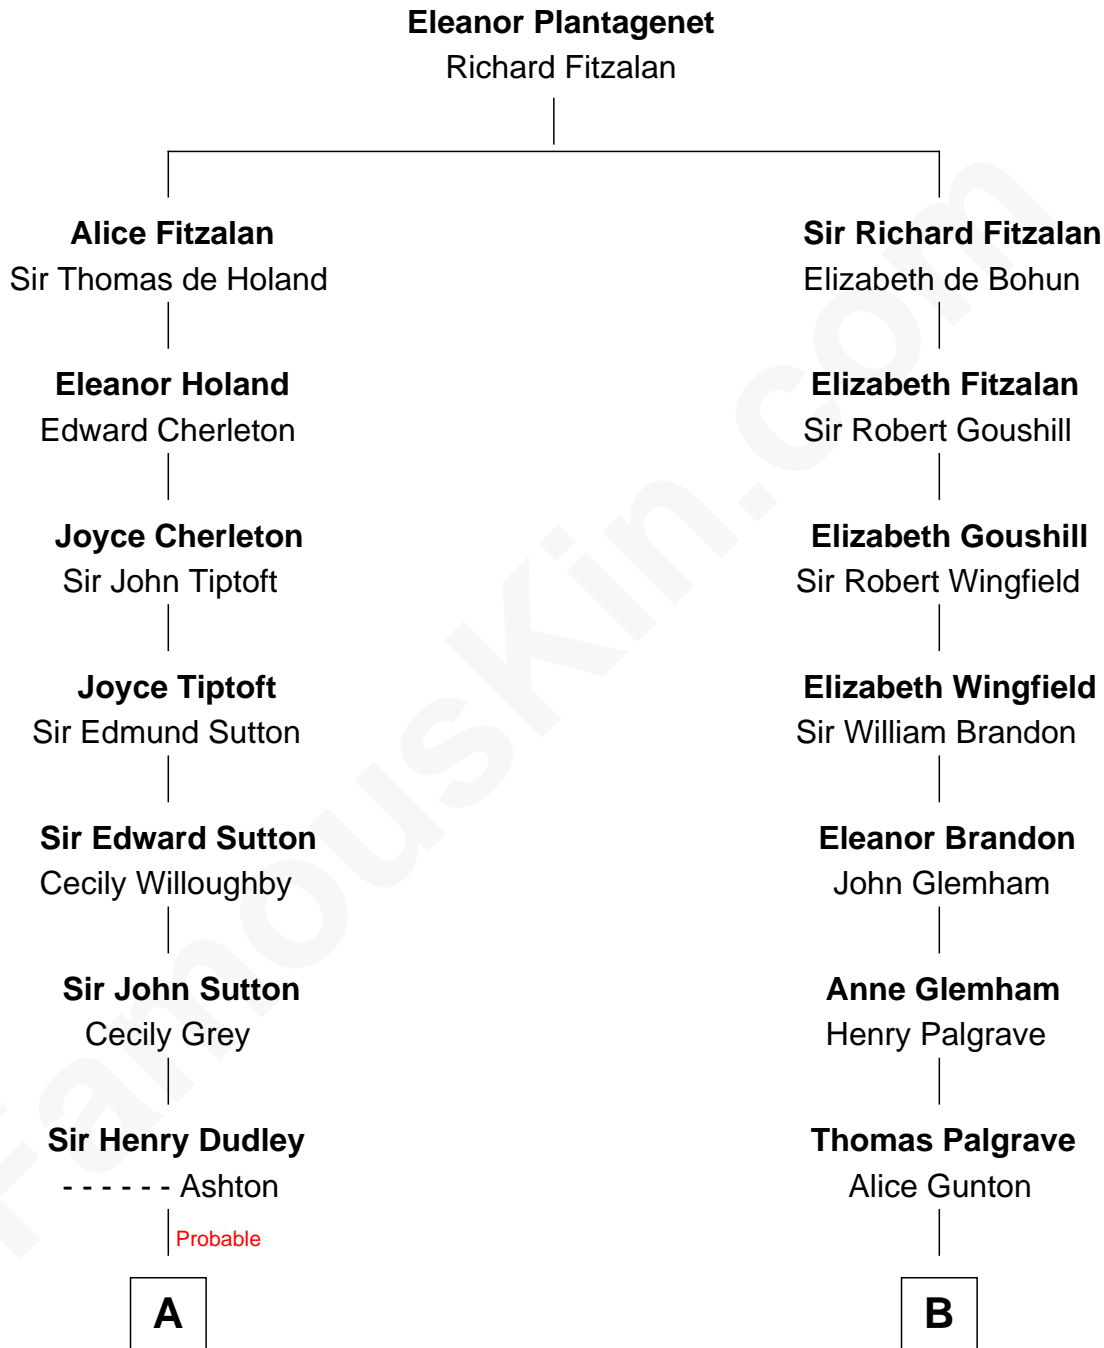 Eleanor Plantagenet
Richard Fitzalan
Alice Fitzalan
Sir Thomas de Holand
Sir Richard Fitzalan
Elizabeth de Bohun
Eleanor Holand
Edward Cherleton
Elizabeth Fitzalan
Sir Robert Goushill
Joyce Cherleton
Sir John Tiptoft
Elizabeth Goushill
Sir Robert Wingfield
Joyce Tiptoft
Sir Edmund Sutton
Elizabeth Wingfield
Sir William Brandon
Sir Edward Sutton
Cecily Willoughby
Eleanor Brandon
John Glemham
Sir John Sutton
Cecily Grey
Anne Glemham
Henry Palgrave
Sir Henry Dudley
- - - - - - Ashton
Thomas Palgrave
Alice Gunton
Probable
A
B
FamousKin.com